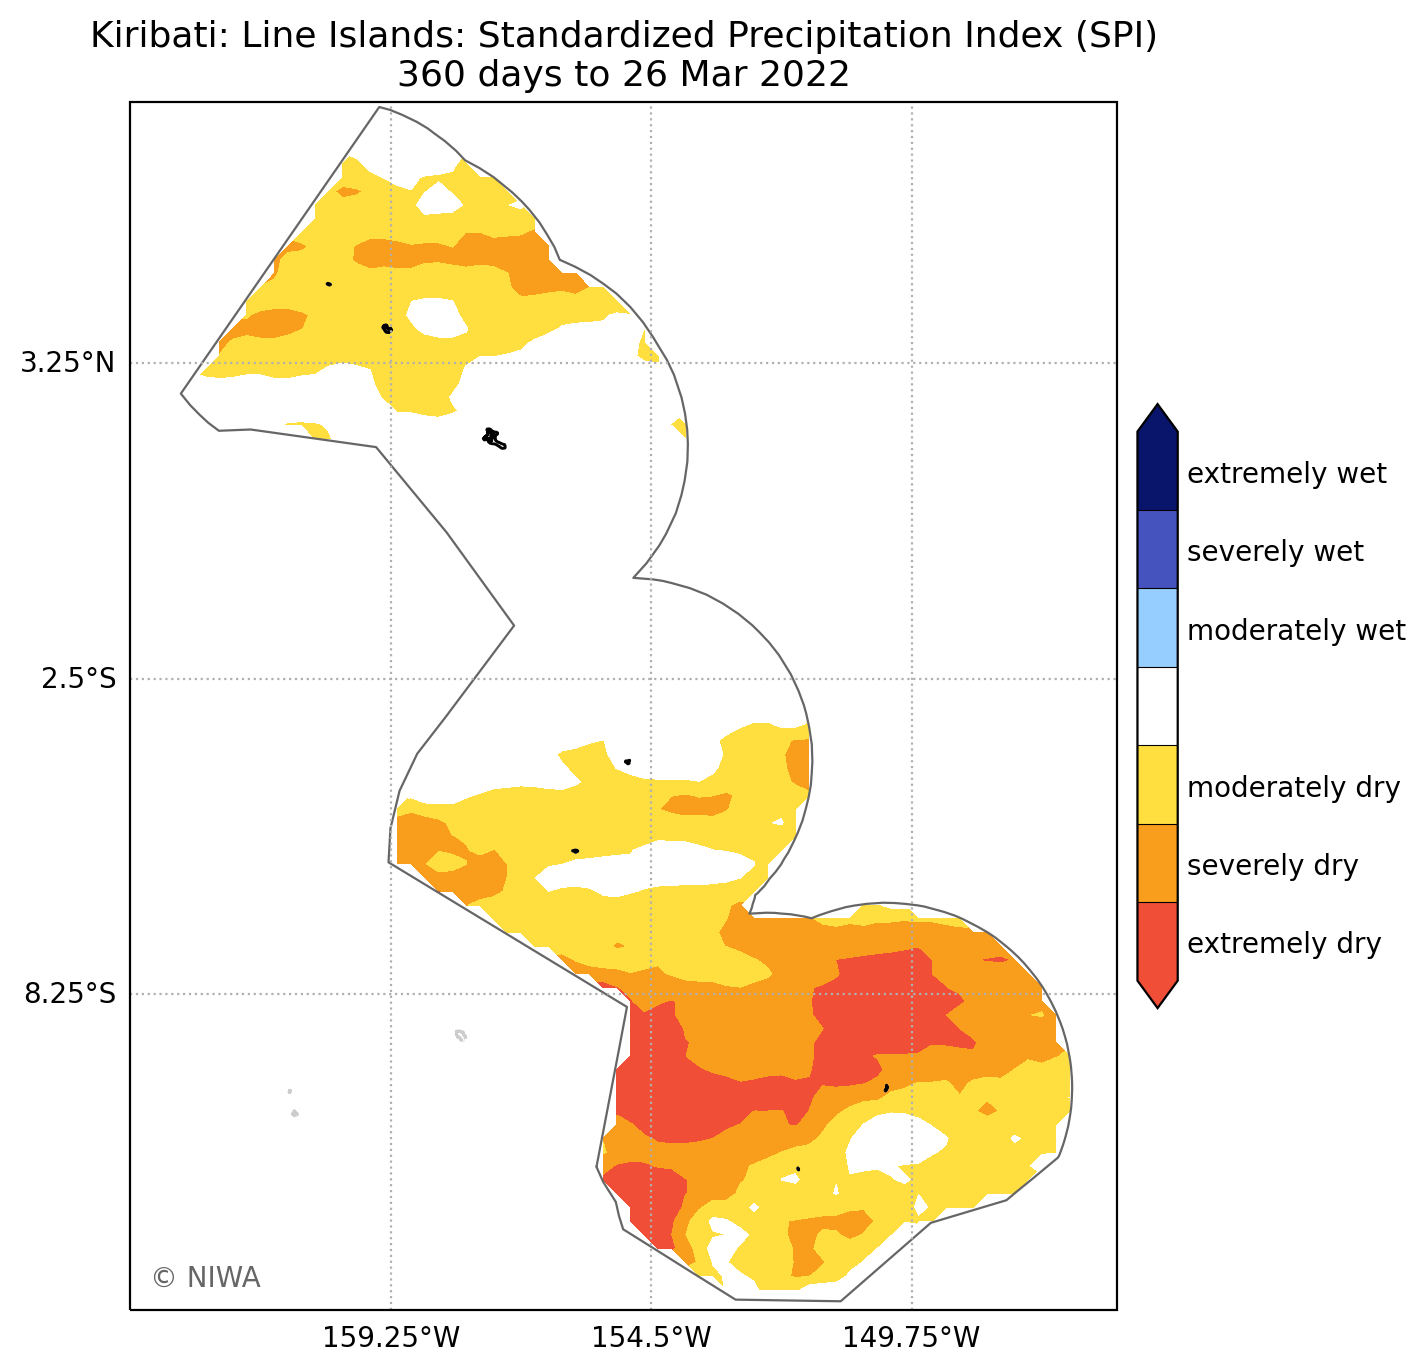 Kiribati: Line Islands: Standardized Precipitation Index (SPI)
360 days to 26 Mar 2022
3.25°N
2.5°S
8.25°S
extremely wet
severely wet
moderately wet
moderately dry
severely dry
extremely dry
© NIWA
159.25°W
154.5°W
149.75°W